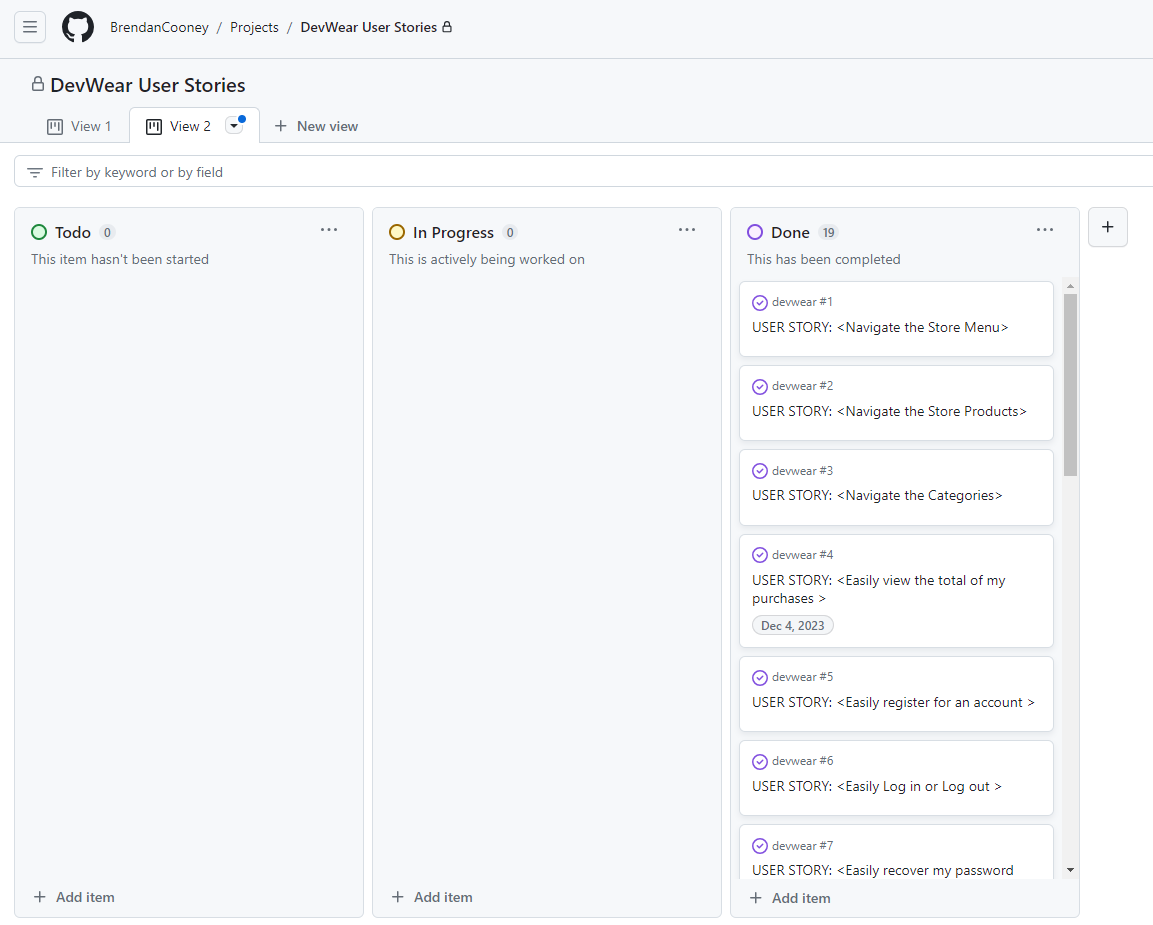 BrendanCooney / Projects / DevWear User Stories
DevWear User Stories
View 1
View 2
New view
Filter by keyword or by field
Todo 0
This item hasn't been started
Add item
In Progress 0
This is actively being worked on
Add item
Done 19
This has been completed
devwear #1
USER STORY: <Navigate the Store Menu>
devwear #2
USER STORY: <Navigate the Store Products>
devwear #3
USER STORY: <Navigate the Categories>
devwear #4
USER STORY: <Easily view the total of my
purchases >
Dec 4, 2023
devwear #5
USER STORY: <Easily register for an account >
devwear #6
USER STORY: <Easily Log in or Log out >
devwear #7
USER STORY: <Easily recover my password
Add item